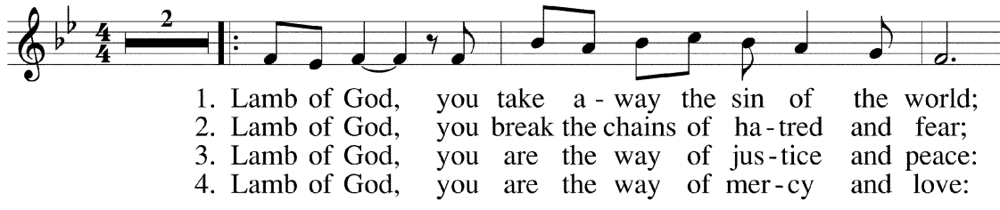 2
4
4
1. Lamb of God, you take a - way the sin of the world;
2. Lamb of God, you break the chains of ha - tred and fear;
3. Lamb of God, you are the way of jus - tice and peace:
4. Lamb of God, you are the way of mer - cy and love: